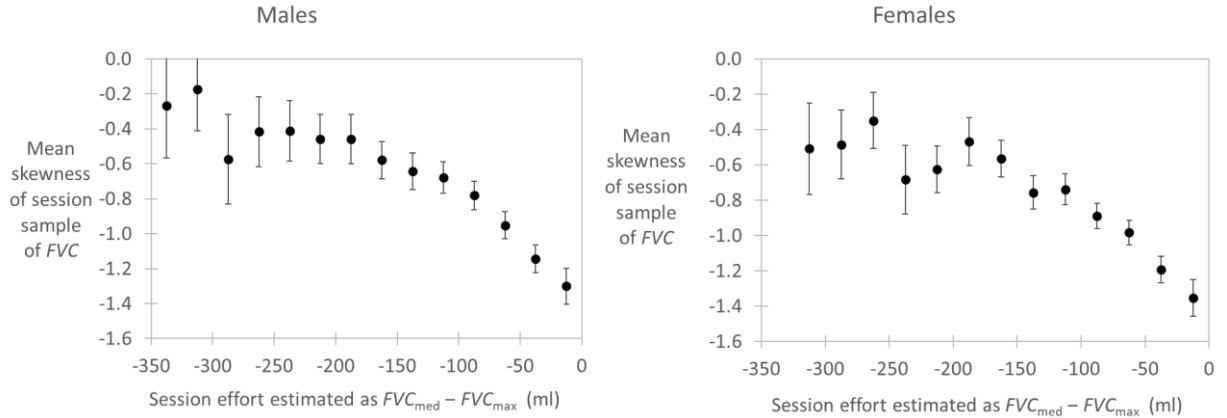 Males
0.0
-0.2
-0.4
-0.6
-0.8
-1.0
-1.2
-1.4
-1.6
Mean
skewness
of session
sample
of FVC
-350 -300 -250 -200 -150 -100 -50 0
Session effort estimated as FVCmed – FVCmax (ml)
Females
0.0
-0.2
-0.4
-0.6
-0.8
-1.0
-1.2
-1.4
-1.6
Mean
skewness
of session
sample
of FVC
-350 -300 -250 -200 -150 -100 -50 0
Session effort estimated as FVCmed – FVCmax (ml)